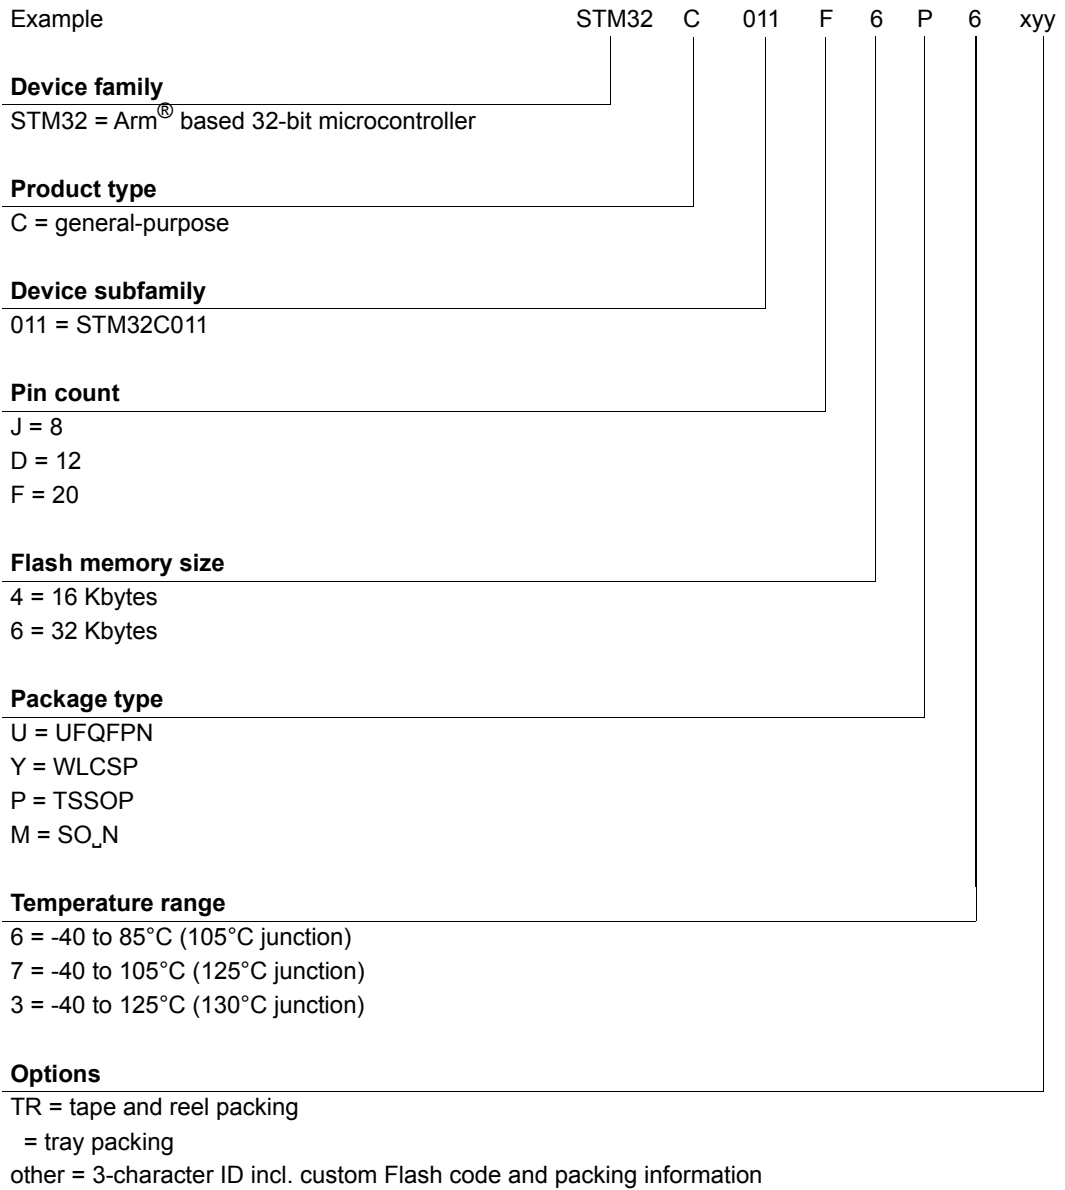 Example STM32 C 011 F 6 P 6 xyy
Device family
STM32 = Arm® based 32-bit microcontroller
Product type
C = general-purpose
Device subfamily
011 = STM32C011
Pin count
J = 8
D = 12
F = 20
Flash memory size
4 = 16 Kbytes
6 = 32 Kbytes
Package type
U = UFQFPN
Y = WLCSP
P = TSSOP
M = SO␣N
Temperature range
6 = -40 to 85°C (105°C junction)
7 = -40 to 105°C (125°C junction)
3 = -40 to 125°C (130°C junction)
Options
TR = tape and reel packing
= tray packing
other = 3-character ID incl. custom Flash code and packing information